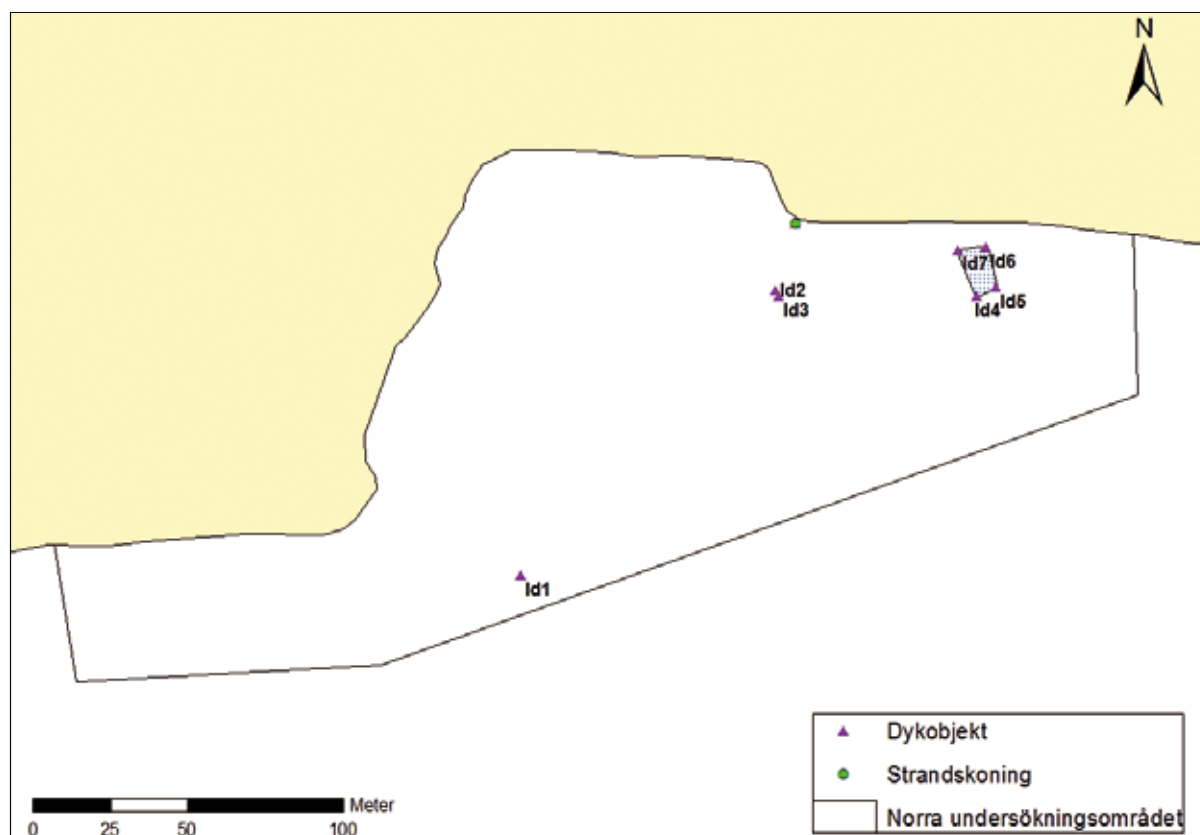 N
Id7
Id6
Id2
Id3
Id4
Id5
Id1
Dykobjekt
Strandskoning
Norra undersökningsområdet
Meter
0 25 50 100